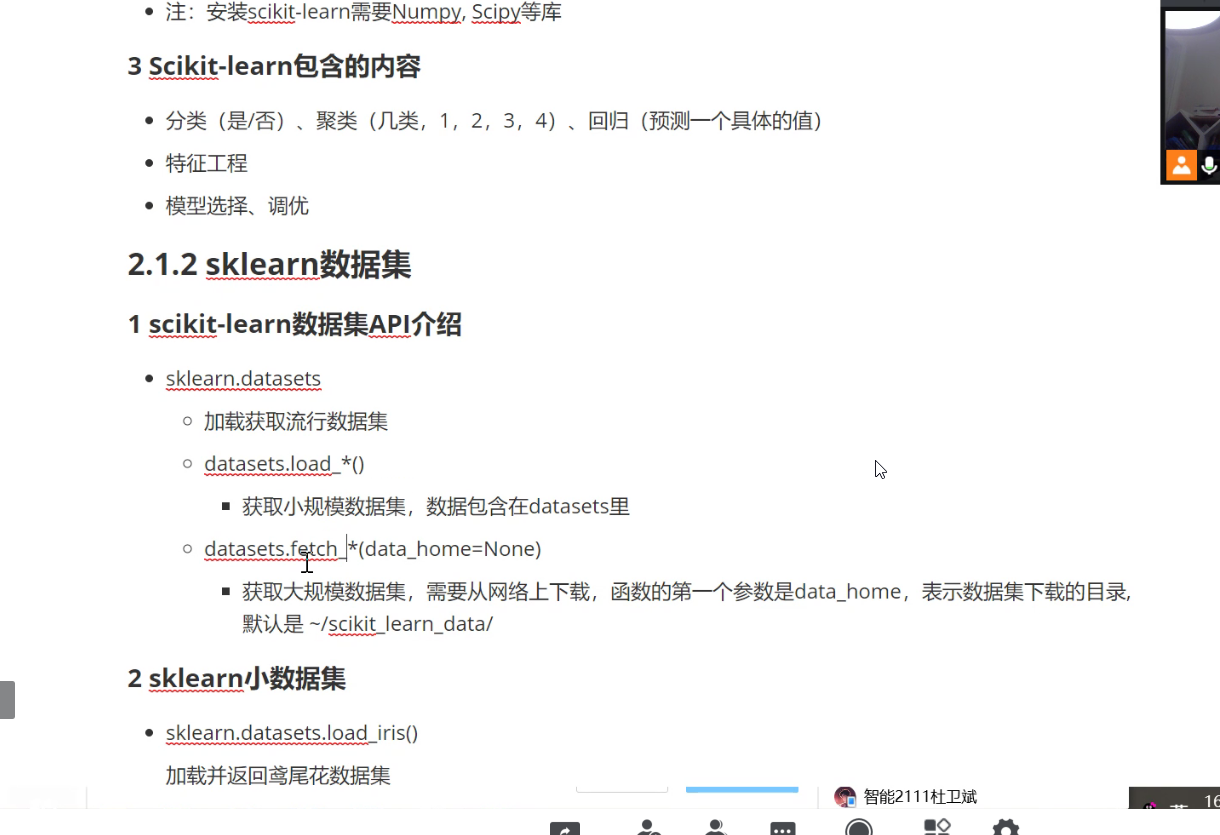 注：安装scikit-learn需要Numpy, Scipy等库
3 Scikit-learn包含的内容
分类（是/否）、聚类（几类，1，2，3，4）、回归（预测一个具体的值）
特征工程
模型选择、调优
2.1.2 sklearn数据集
1 scikit-learn数据集API介绍
sklearn.datasets
加载获取流行数据集
datasets.load_*()
获取小规模数据集，数据包含在datasets里
datasets.fetch_*(data_home=None)
获取大规模数据集，需要从网络上下载，函数的第一个参数是data_home，表示数据集下载的目录,
默认是 ~/scikit_learn_data/
2 sklearn小数据集
sklearn.datasets.load_iris()
加载并返回鸢尾花数据集
智能2111杜卫斌
16